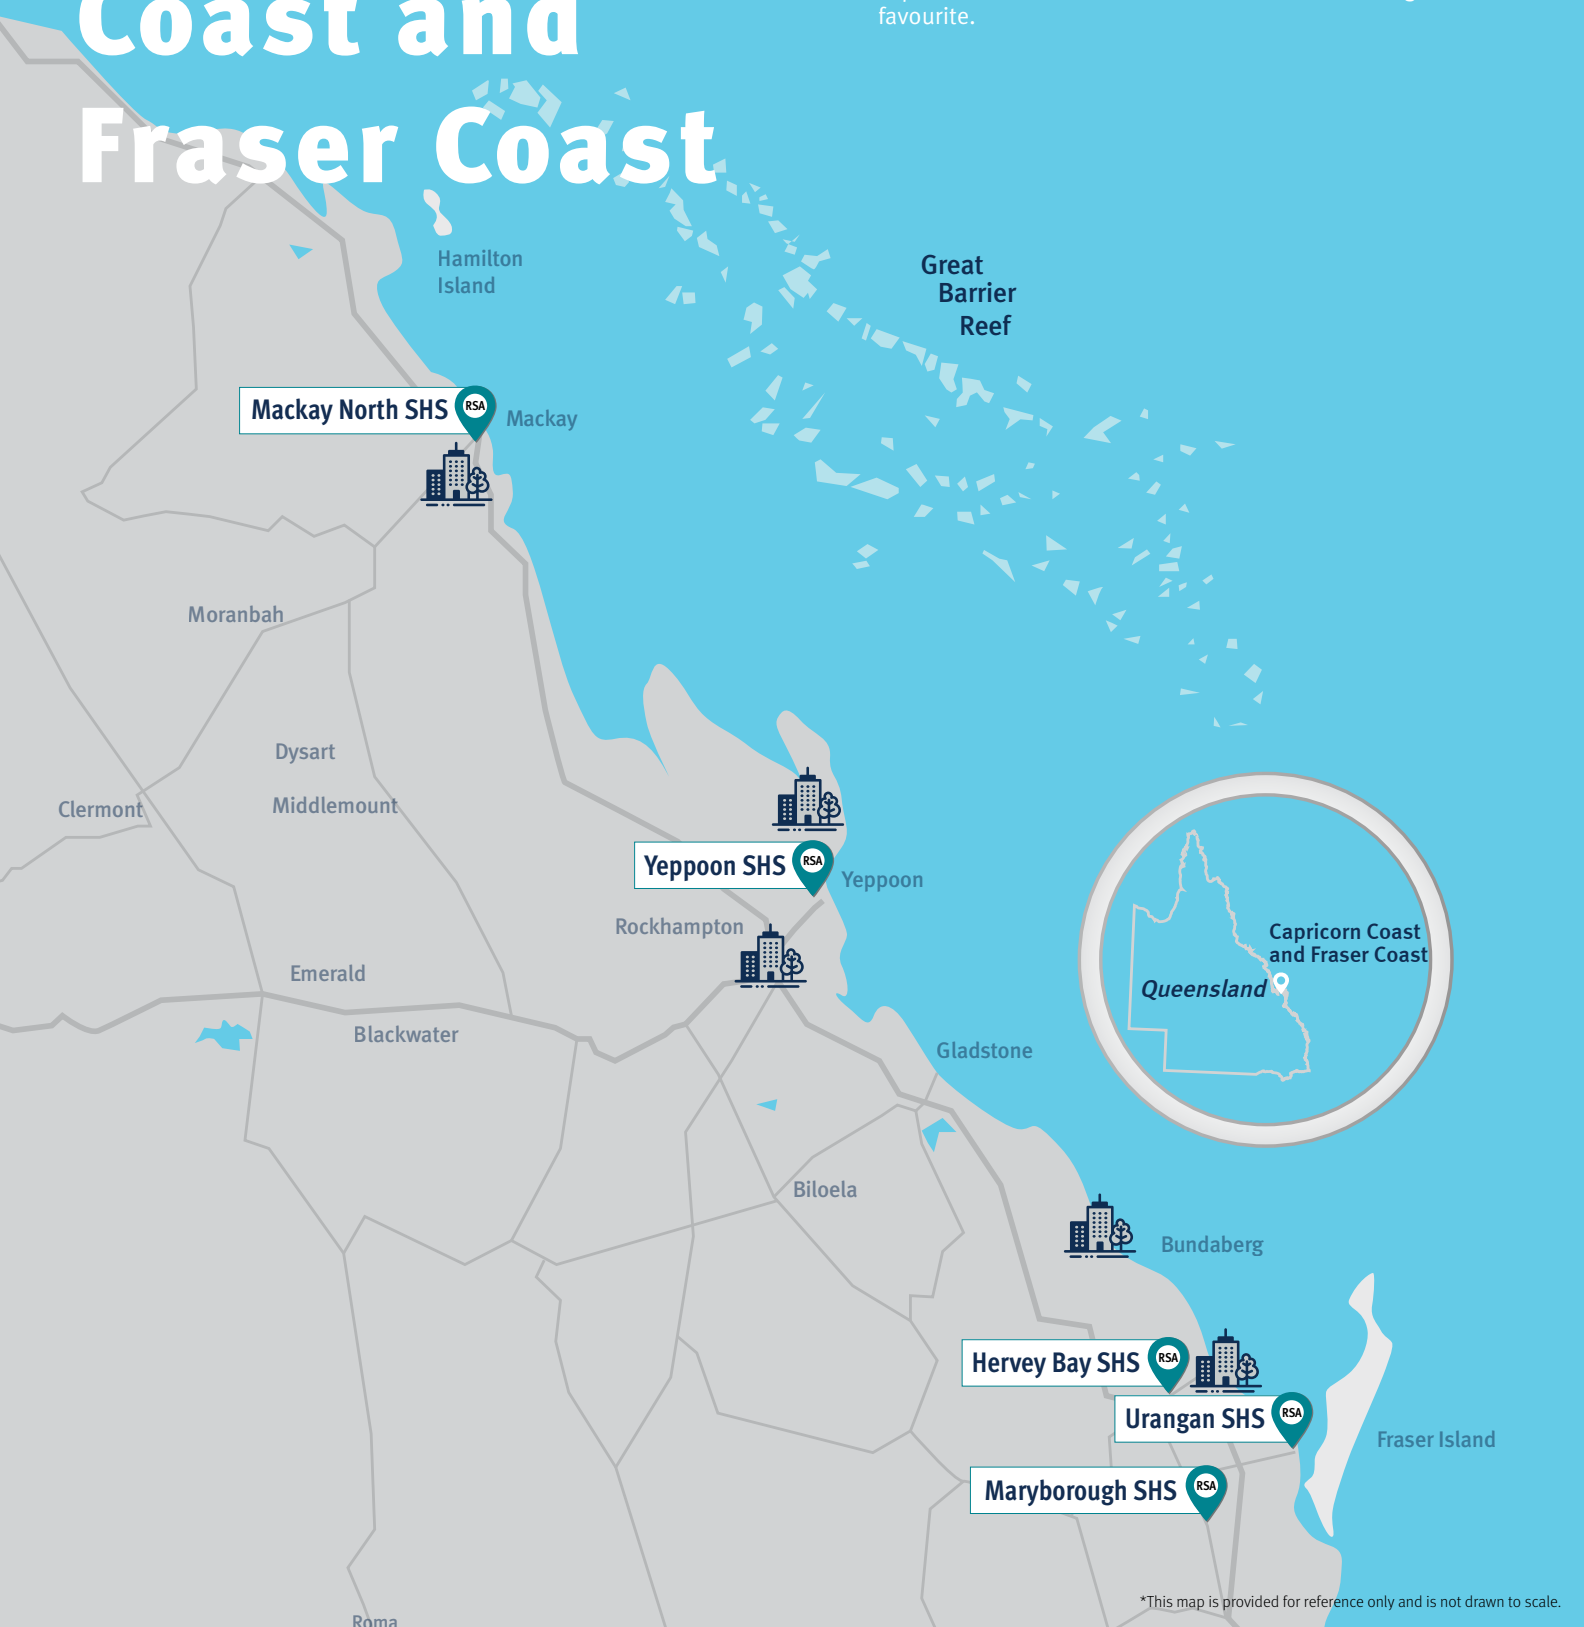 Coast and
favourite.
Fraser Coast
Hamilton
Island
Great
Barrier
Reef
Mackay North SHS RSA
Mackay
Moranbah
Dysart
Clermont
Middlemount
Yeppoon SHS RSA
Yeppoon
Rockhampton
Capricorn Coast
and Fraser Coast
Queensland
Emerald
Blackwater
Gladstone
Biloela
Bundaberg
Hervey Bay SHS RSA
Urangan SHS RSA
Fraser Island
Maryborough SHS RSA
*This map is provided for reference only and is not drawn to scale.
Roma